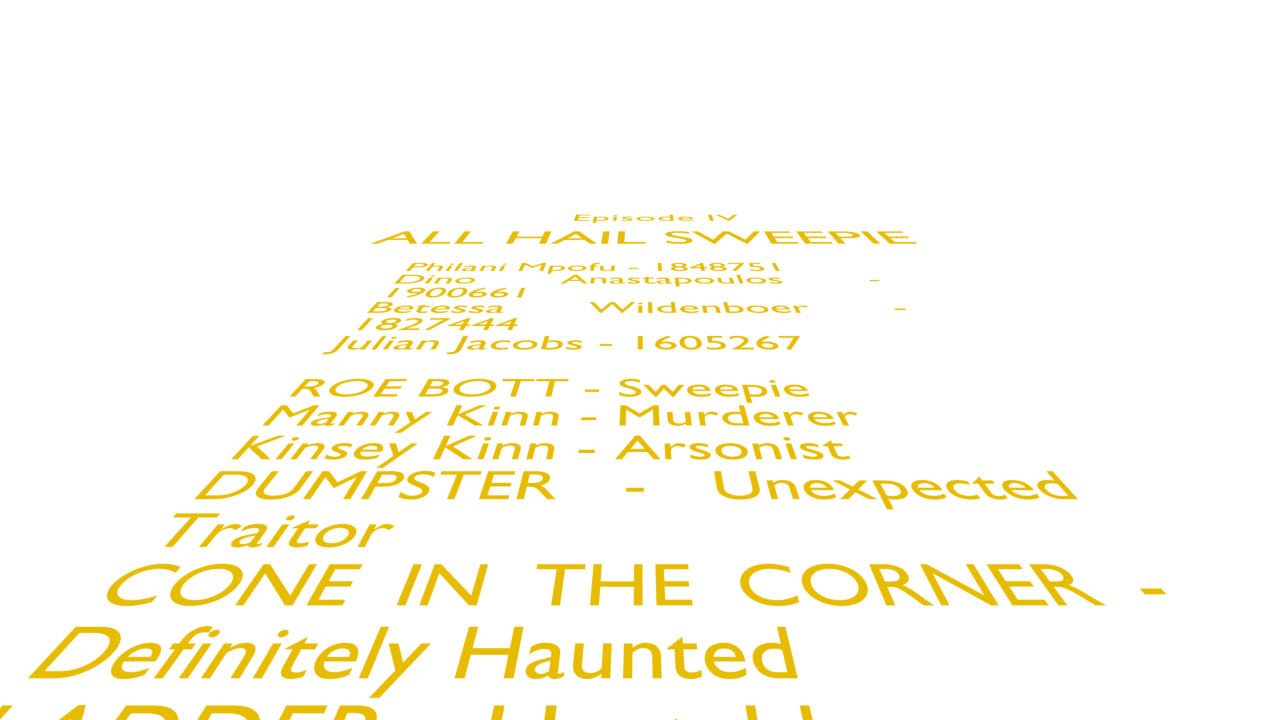 Episode IV
ALL HAIL SWEEPIE
Philani Mpofu - 1848751
Dino Anastapoulos -
1900661
Betessa Wildenboer -
1827444
Julian Jacobs - 1605267
ROE BOTT - Sweepie
Manny Kinn - Murderer
Kinsey Kinn - Arsonist
DUMPSTER - Unexpected
Traitor
CONE IN THE CORNER -
Definitely Haunted